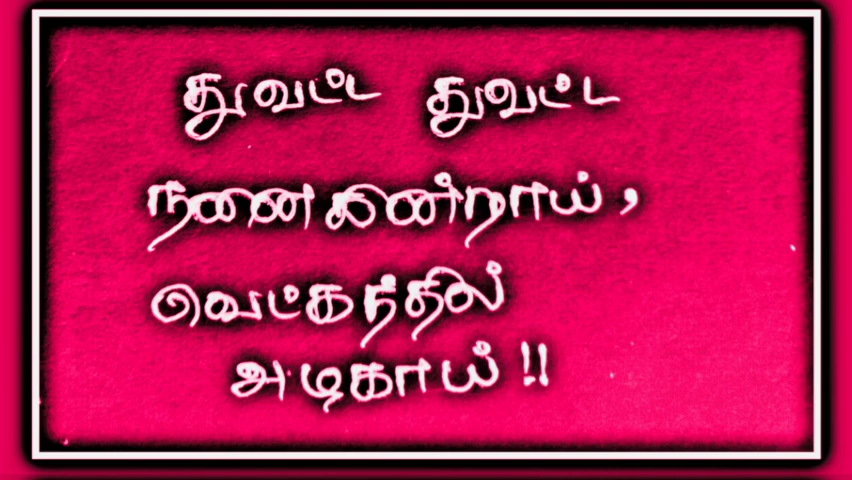 துவட்ட துவட்ட
நனைகின்றாய்,
வெட்கத்தில்
அழகாய்!!